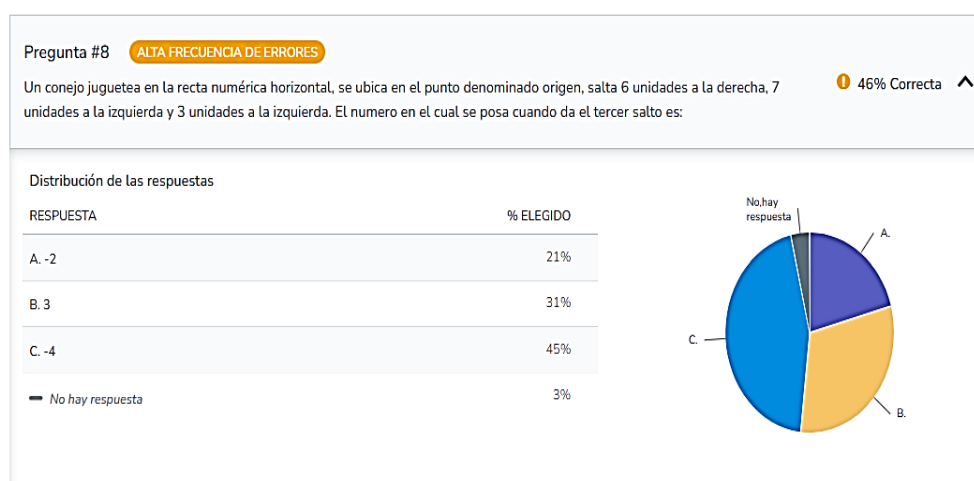 Pregunta #8 ALTA FRECUENCIA DE ERRORES
Un conejo juguetea en la recta numérica horizontal, se ubica en el punto denominado origen, salta 6 unidades a la derecha, 7
unidades a la izquierda y 3 unidades a la izquierda. El numero en el cual se posa cuando da el tercer salto es:
! 46% Correcta
Distribución de las respuestas
RESPUESTA % ELEGIDO
A. -2 21%
B. 3 31%
C. -4 45%
No hay respuesta 3%
No,hay
respuesta
A.
C.
B.